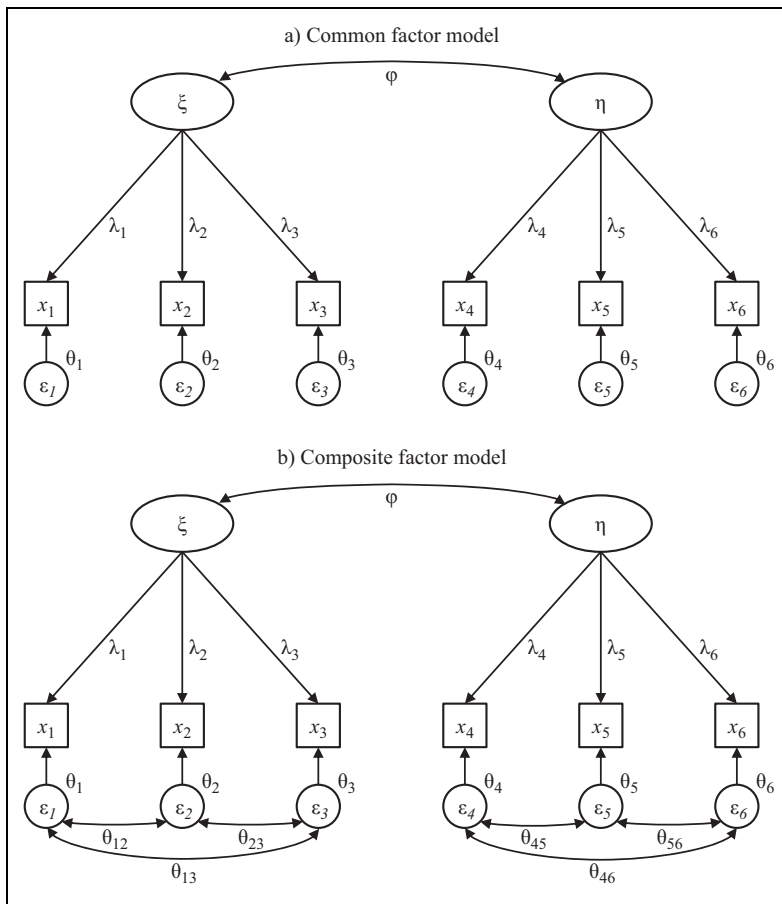 a) Common factor model
φ
ξ η
λ₁ λ₂ λ₃ λ₄ λ₅ λ₆
x₁ x₂ x₃ x₄ x₅ x₆
θ₁ θ₂ θ₃ θ₄ θ₅ θ₆
ε₁ ε₂ ε₃ ε₄ ε₅ ε₆
b) Composite factor model
φ
ξ η
λ₁ λ₂ λ₃ λ₄ λ₅ λ₆
x₁ x₂ x₃ x₄ x₅ x₆
θ₁ θ₂ θ₃ θ₄ θ₅ θ₆
ε₁ ε₂ ε₃ ε₄ ε₅ ε₆
θ₁₂ θ₂₃ θ₄₅ θ₅₆
θ₁₃ θ₄₆